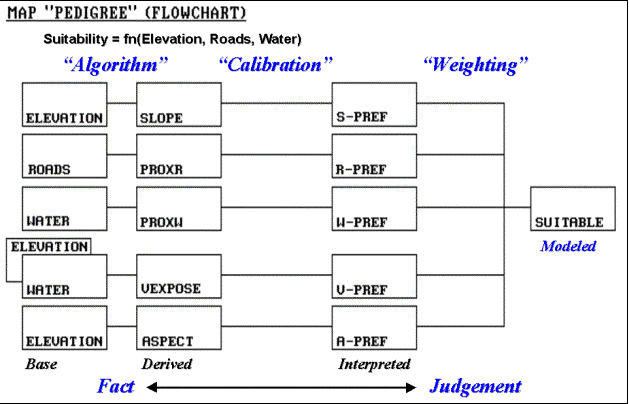 MAP "PEDIGREE" (FLOWCHART)
Suitability = fn(Elevation, Roads, Water)
“Algorithm” “Calibration” “Weighting”
ELEVATION SLOPE S-PREF
ROADS PROXR R-PREF
WATER PROXW W-PREF SUITABLE
Modeled
ELEVATION
WATER VEXPOSE V-PREF
ELEVATION ASPECT A-PREF
Base Derived Interpreted
Fact Judgement